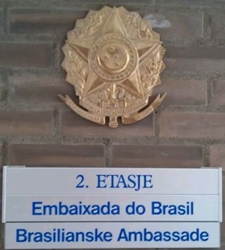 2. ETASJE
Embaixada do Brasil
Brasilianske Ambassade